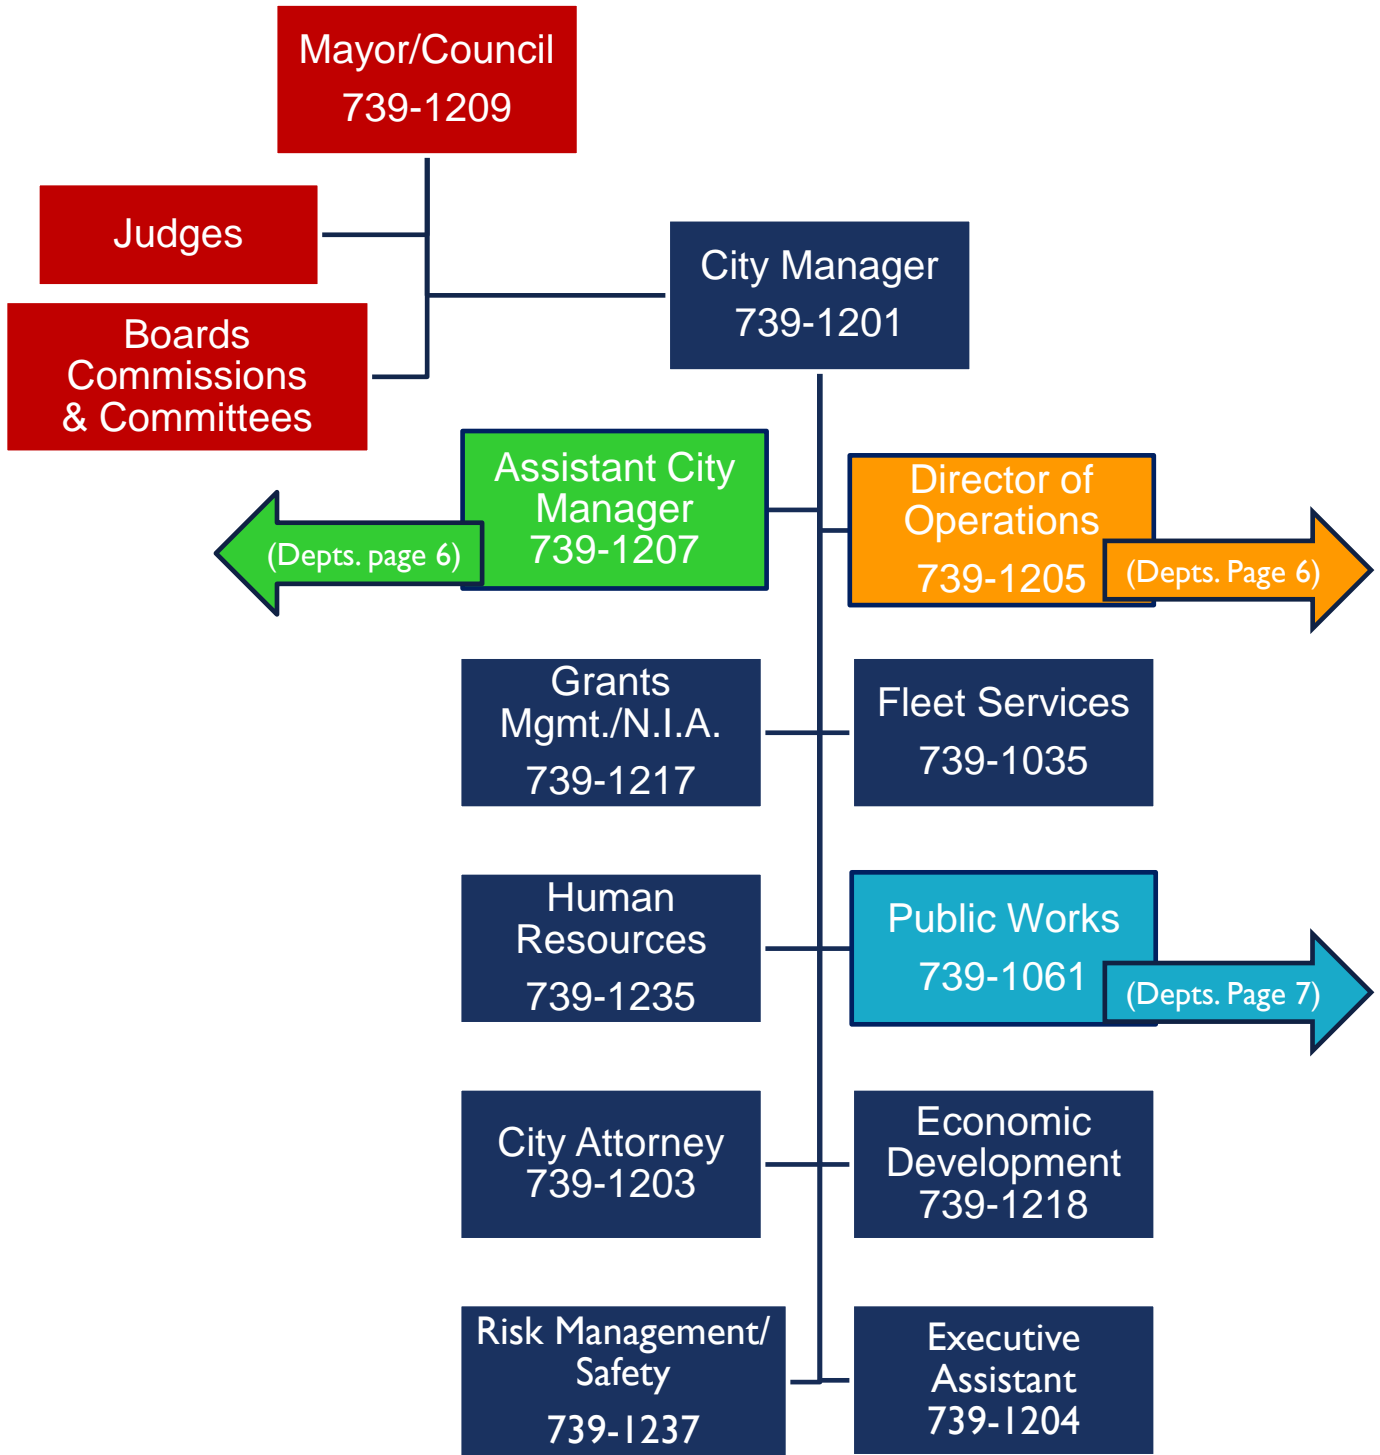 Mayor/Council
739-1209
Judges
City Manager
739-1201
Boards
Commissions
& Committees
Assistant City
Manager
739-1207
(Depts. page 6)
Director of
Operations
739-1205
(Depts. Page 6)
Grants
Mgmt./N.I.A.
739-1217
Fleet Services
739-1035
Human
Resources
739-1235
Public Works
739-1061
(Depts. Page 7)
City Attorney
739-1203
Economic
Development
739-1218
Risk Management/
Safety
739-1237
Executive
Assistant
739-1204